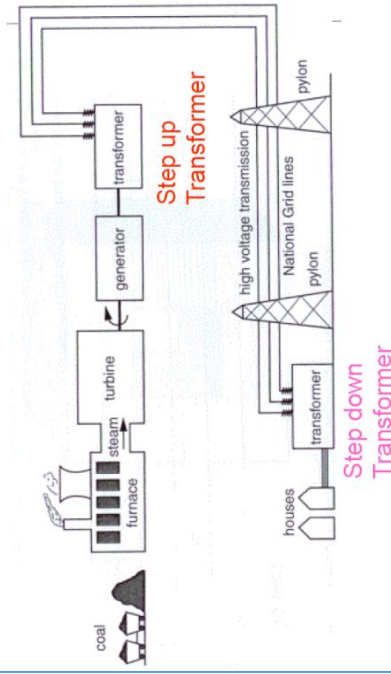 coal
furnace
steam
turbine
generator
transformer
Step up
Transformer
houses
transformer
Step down
Transformer
high voltage transmission
National Grid lines
pylon
pylon